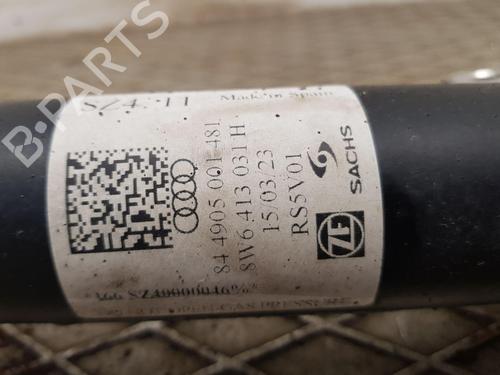 B-PARTS
Made in Spain
84 4905 001 481
8W6 413 031 H
15/03/23
RS5V01
SACHS
ZF